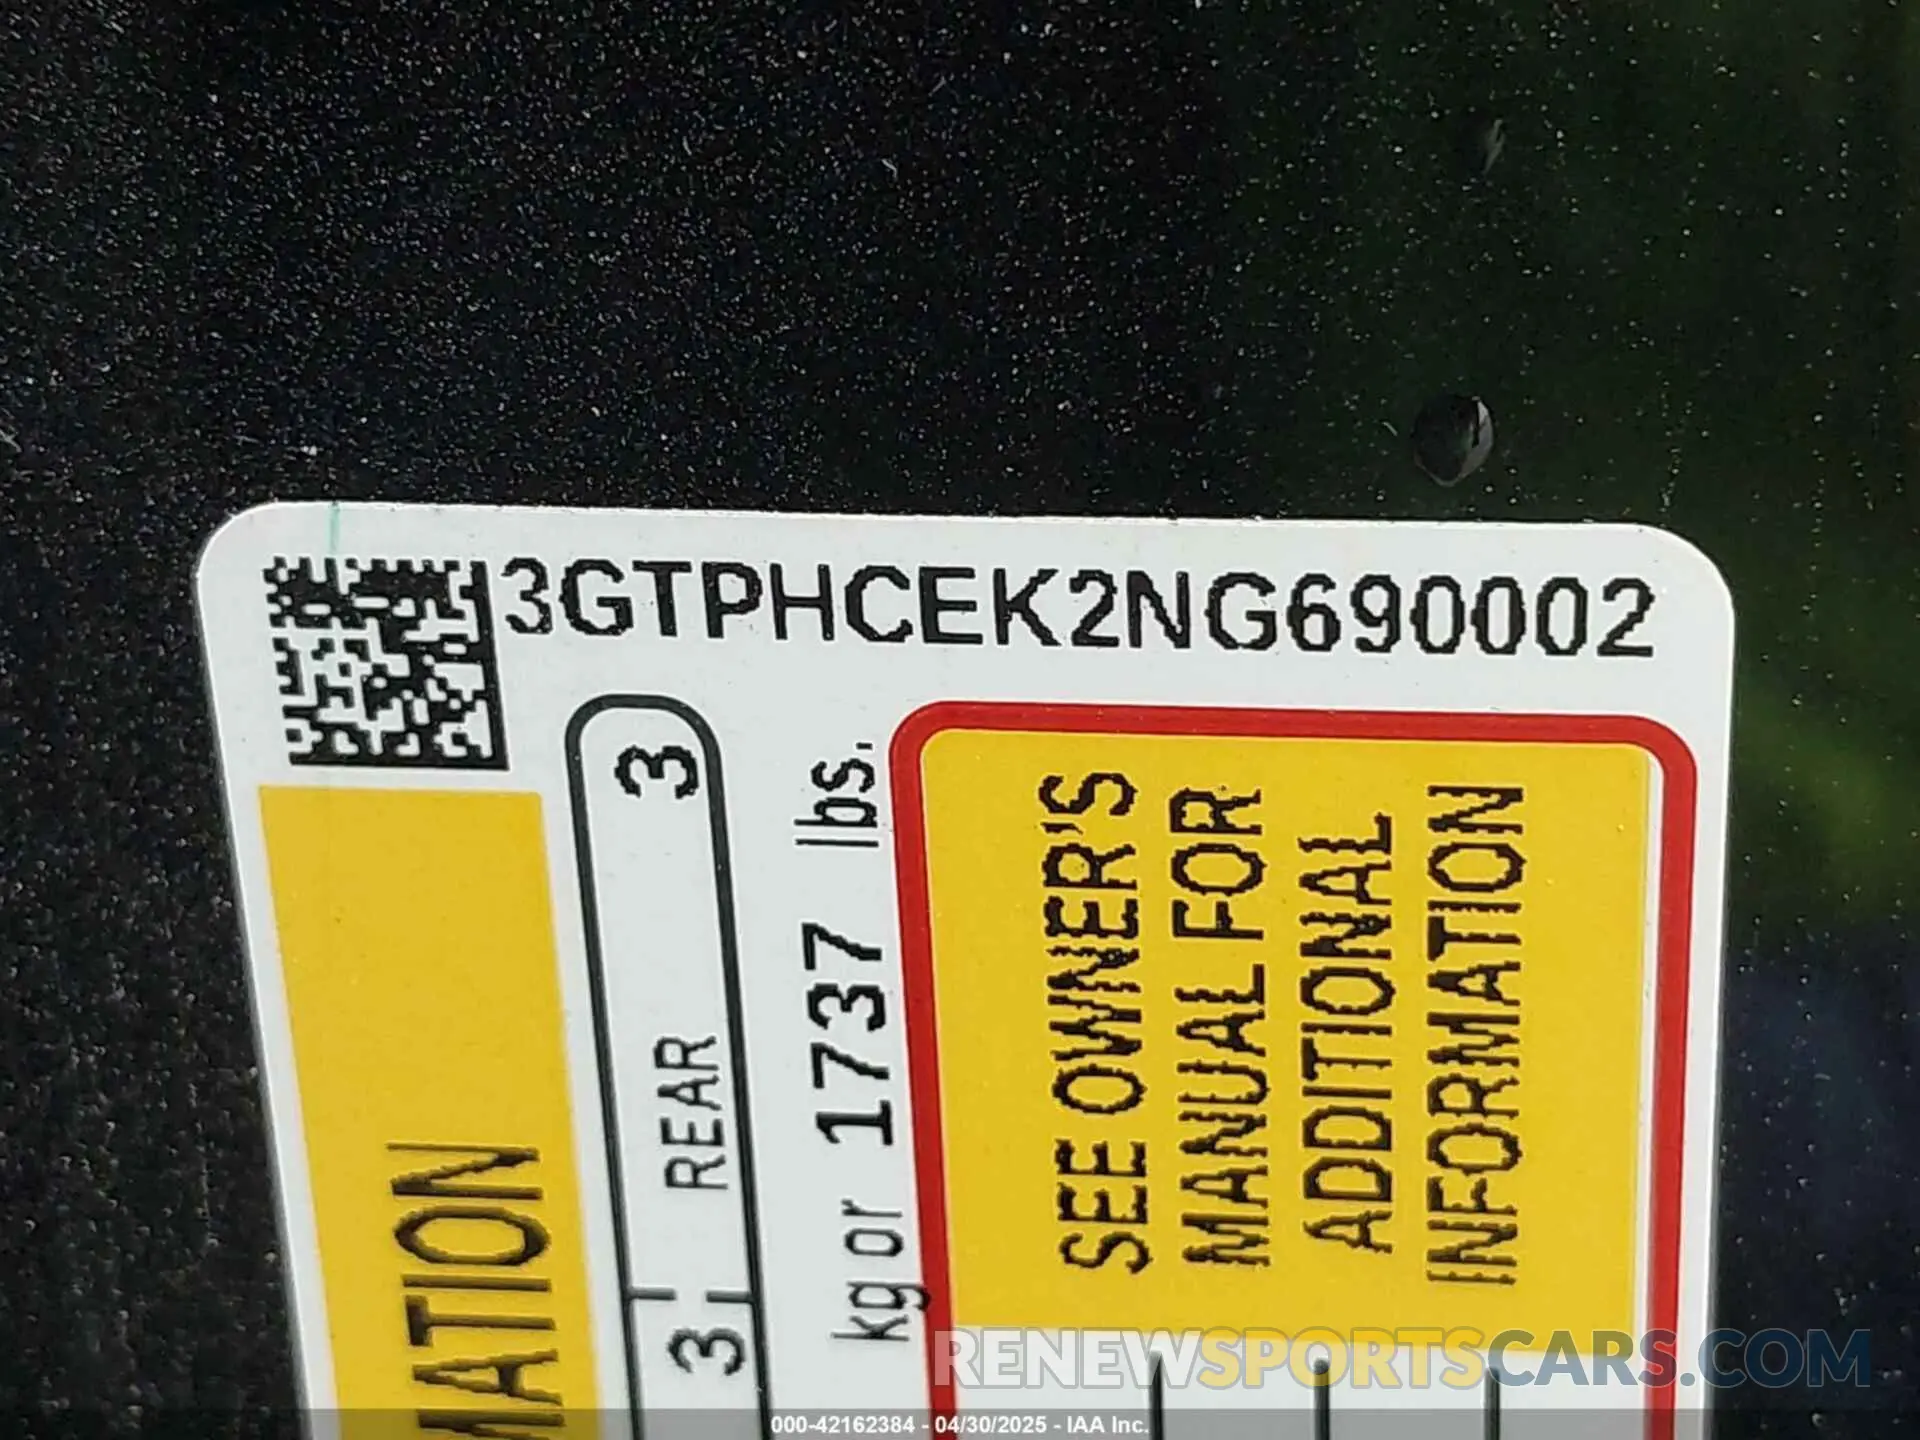 3GTPHCEK2NG690002
MATION
3 REAR 3
kg or 1737 lbs.
SEE OWNER'S
MANUAL FOR
ADDITIONAL
INFORMATION
RENEWSPORTSCARS.COM
000-42162384 - 04/30/2025 - IAA Inc.